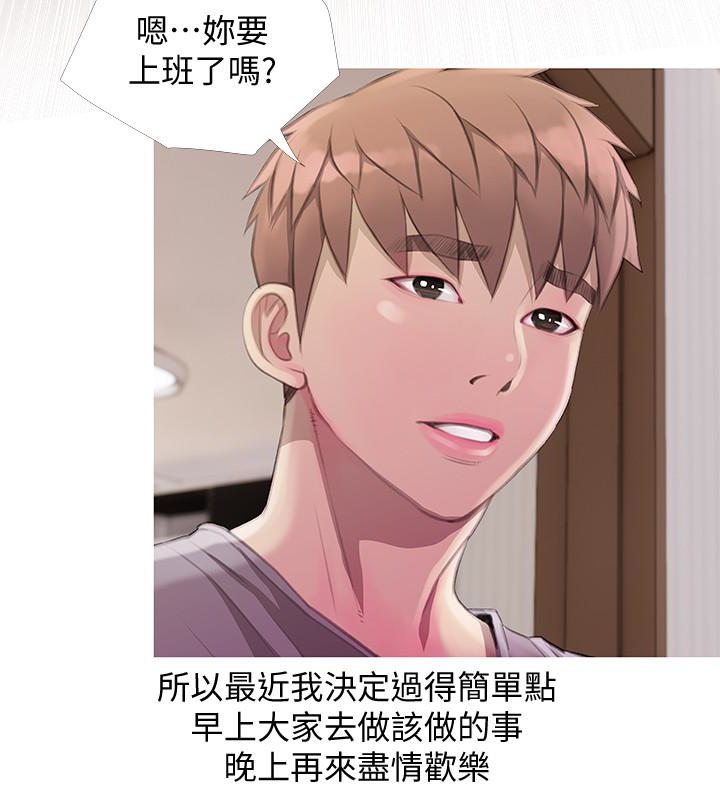 嗯⋯妳要
上班了嗎?
所以最近我決定過得簡單點
早上大家去做該做的事
晚上再來盡情歡樂